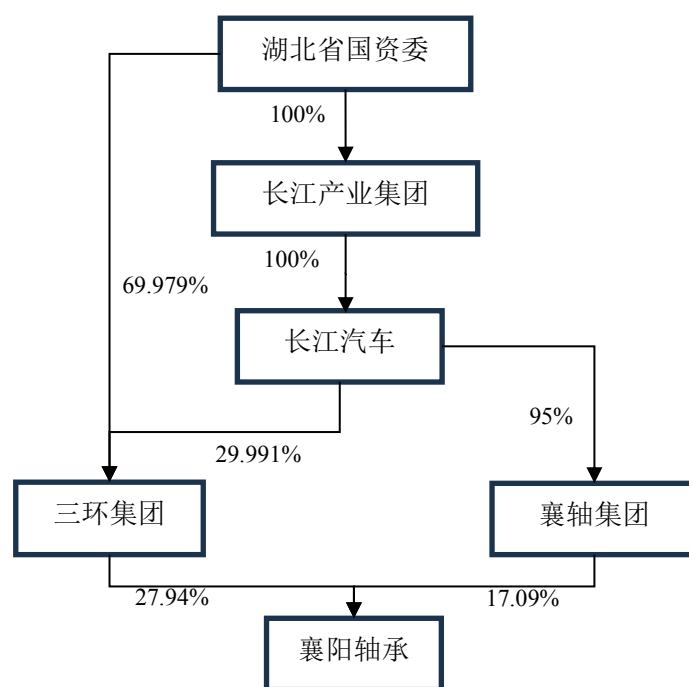 湖北省国资委
100%
长江产业集团
100%
69.979%
长江汽车
95%
29.991%
三环集团
襄轴集团
27.94%
17.09%
襄阳轴承